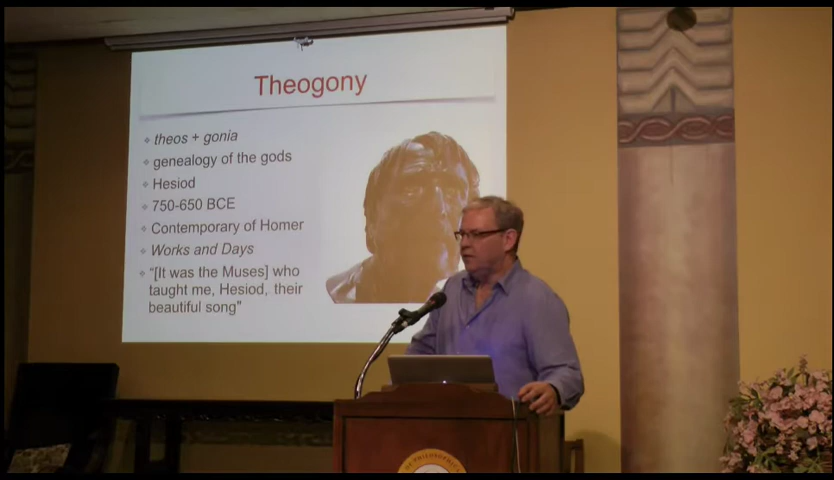 Theogony
theos + gonia
genealogy of the gods
Hesiod
750-650 BCE
Contemporary of Homer
Works and Days
"[It was the Muses] who
taught me, Hesiod, their
beautiful song"